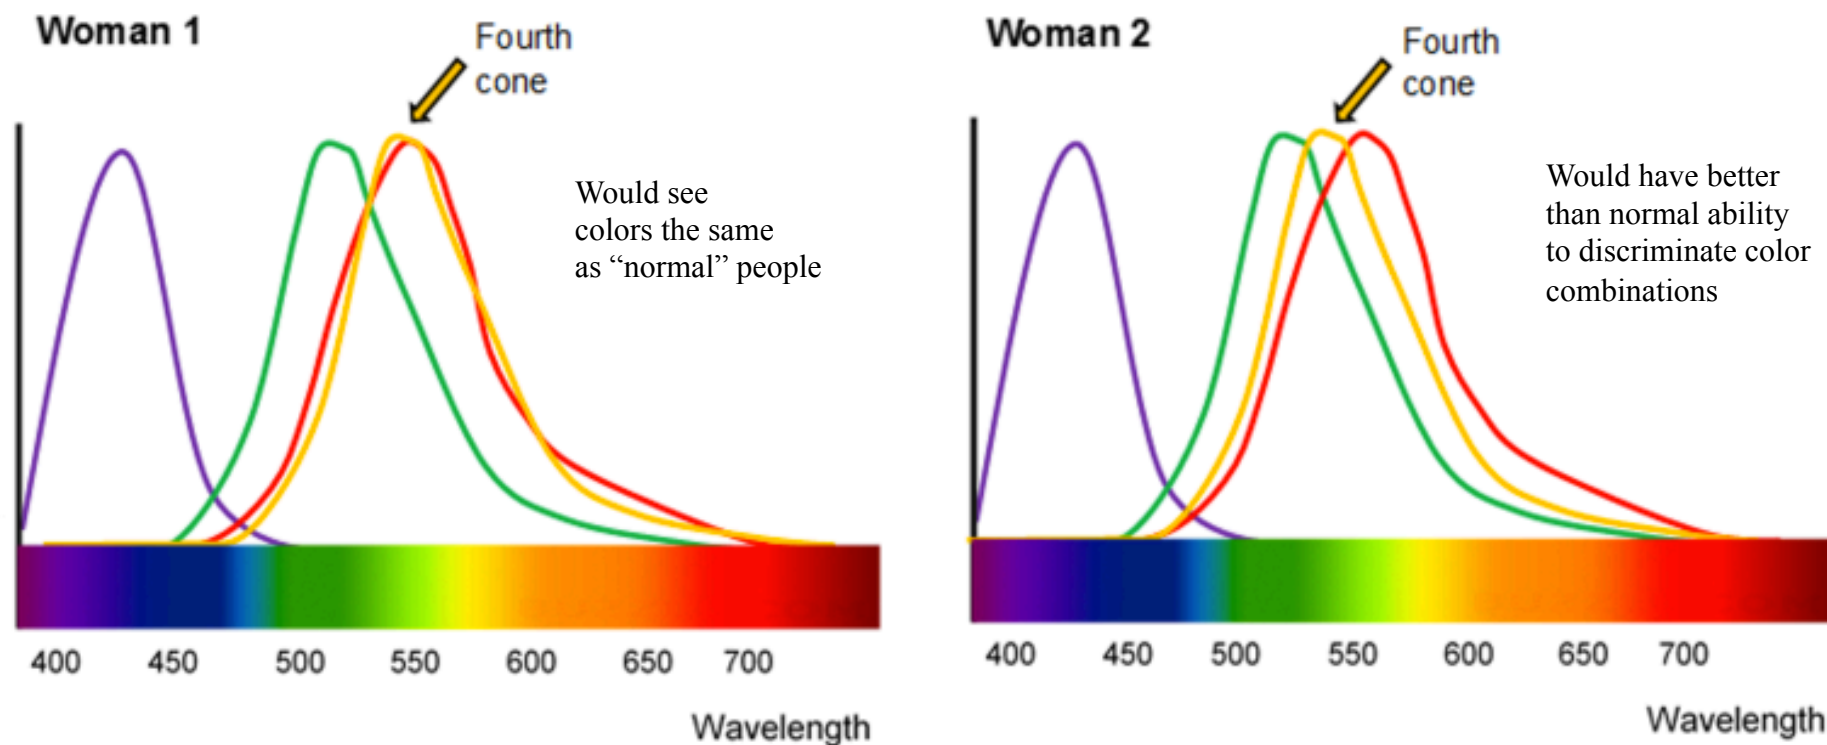 Woman 1
Fourth
cone
Would see
colors the same
as “normal” people
400 450 500 550 600 650 700
Wavelength
Woman 2
Fourth
cone
Would have better
than normal ability
to discriminate color
combinations
400 450 500 550 600 650 700
Wavelength